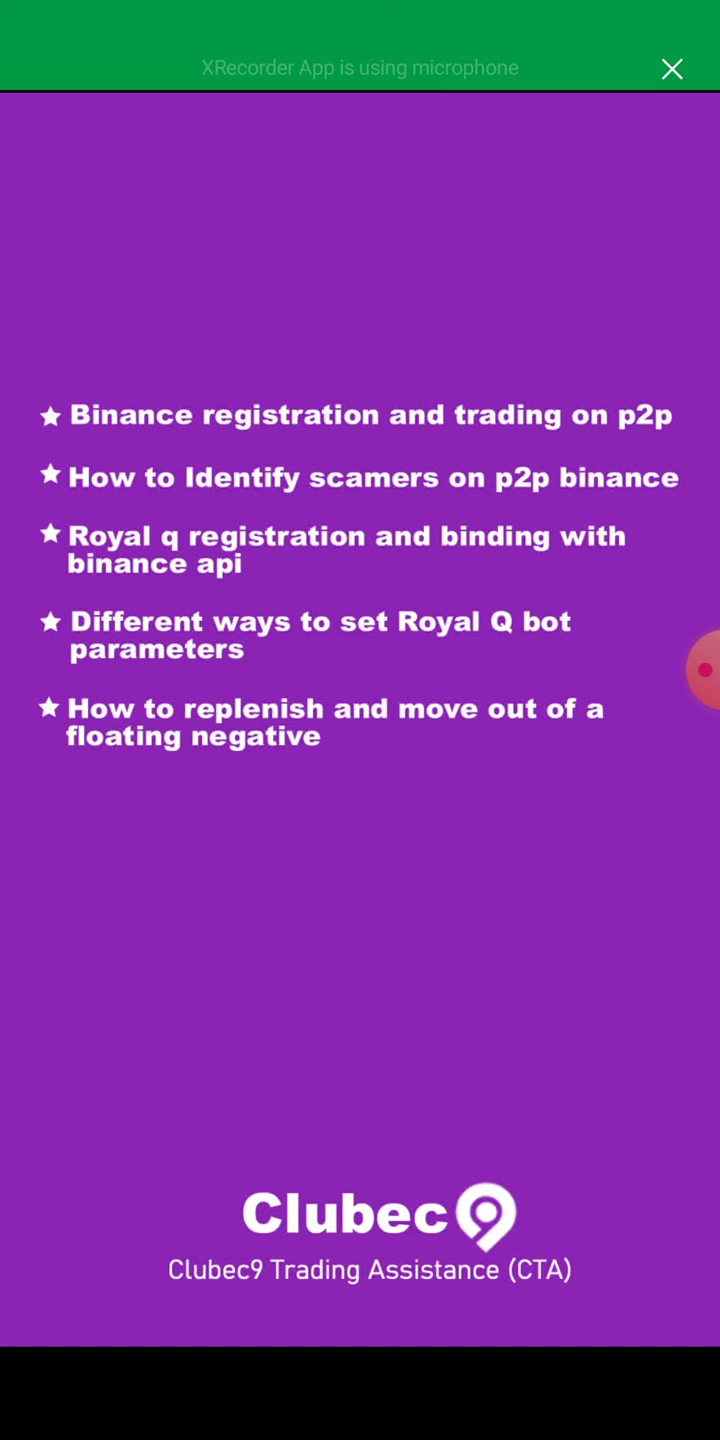 XRecorder App is using microphone
Binance registration and trading on p2p
How to Identify scamers on p2p binance
Royal q registration and binding with
binance api
Different ways to set Royal Q bot
parameters
How to replenish and move out of a
floating negative
Clubec9
Clubec9 Trading Assistance (CTA)